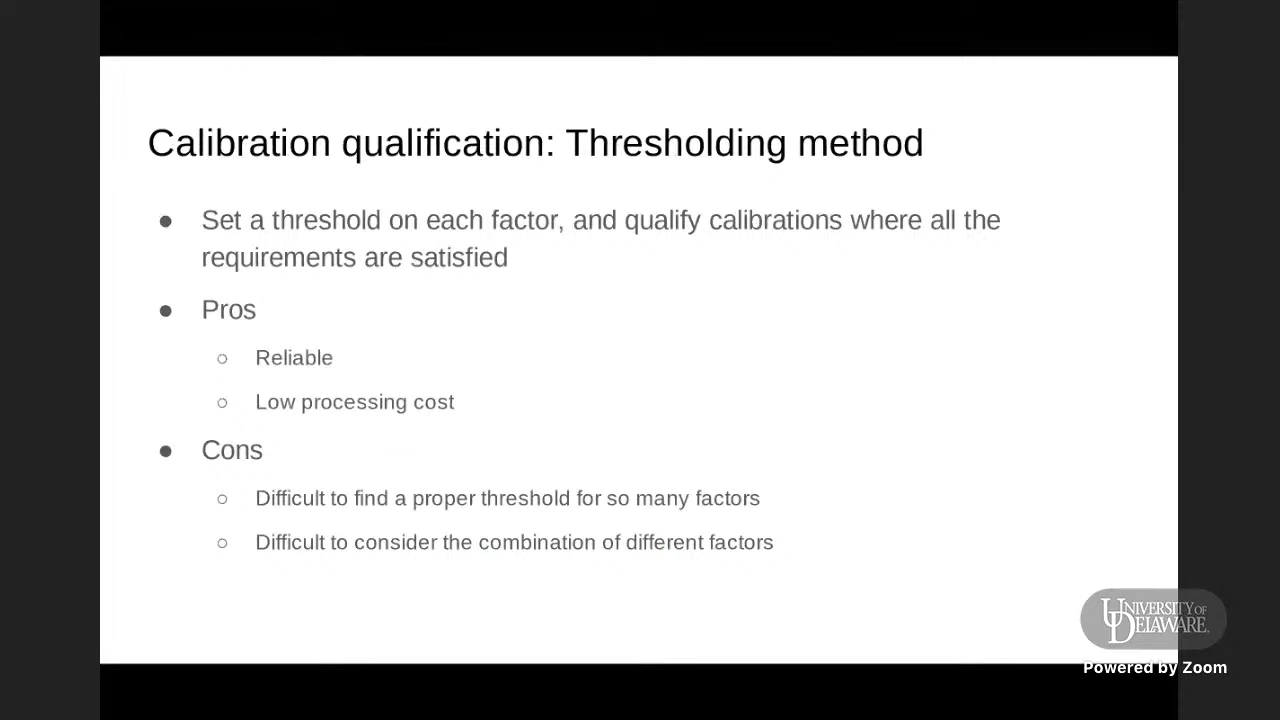 Calibration qualification: Thresholding method
● Set a threshold on each factor, and qualify calibrations where all the
requirements are satisfied
● Pros
○ Reliable
○ Low processing cost
● Cons
○ Difficult to find a proper threshold for so many factors
○ Difficult to consider the combination of different factors
UNIVERSITY OF
DELAWARE.
Powered by Zoom